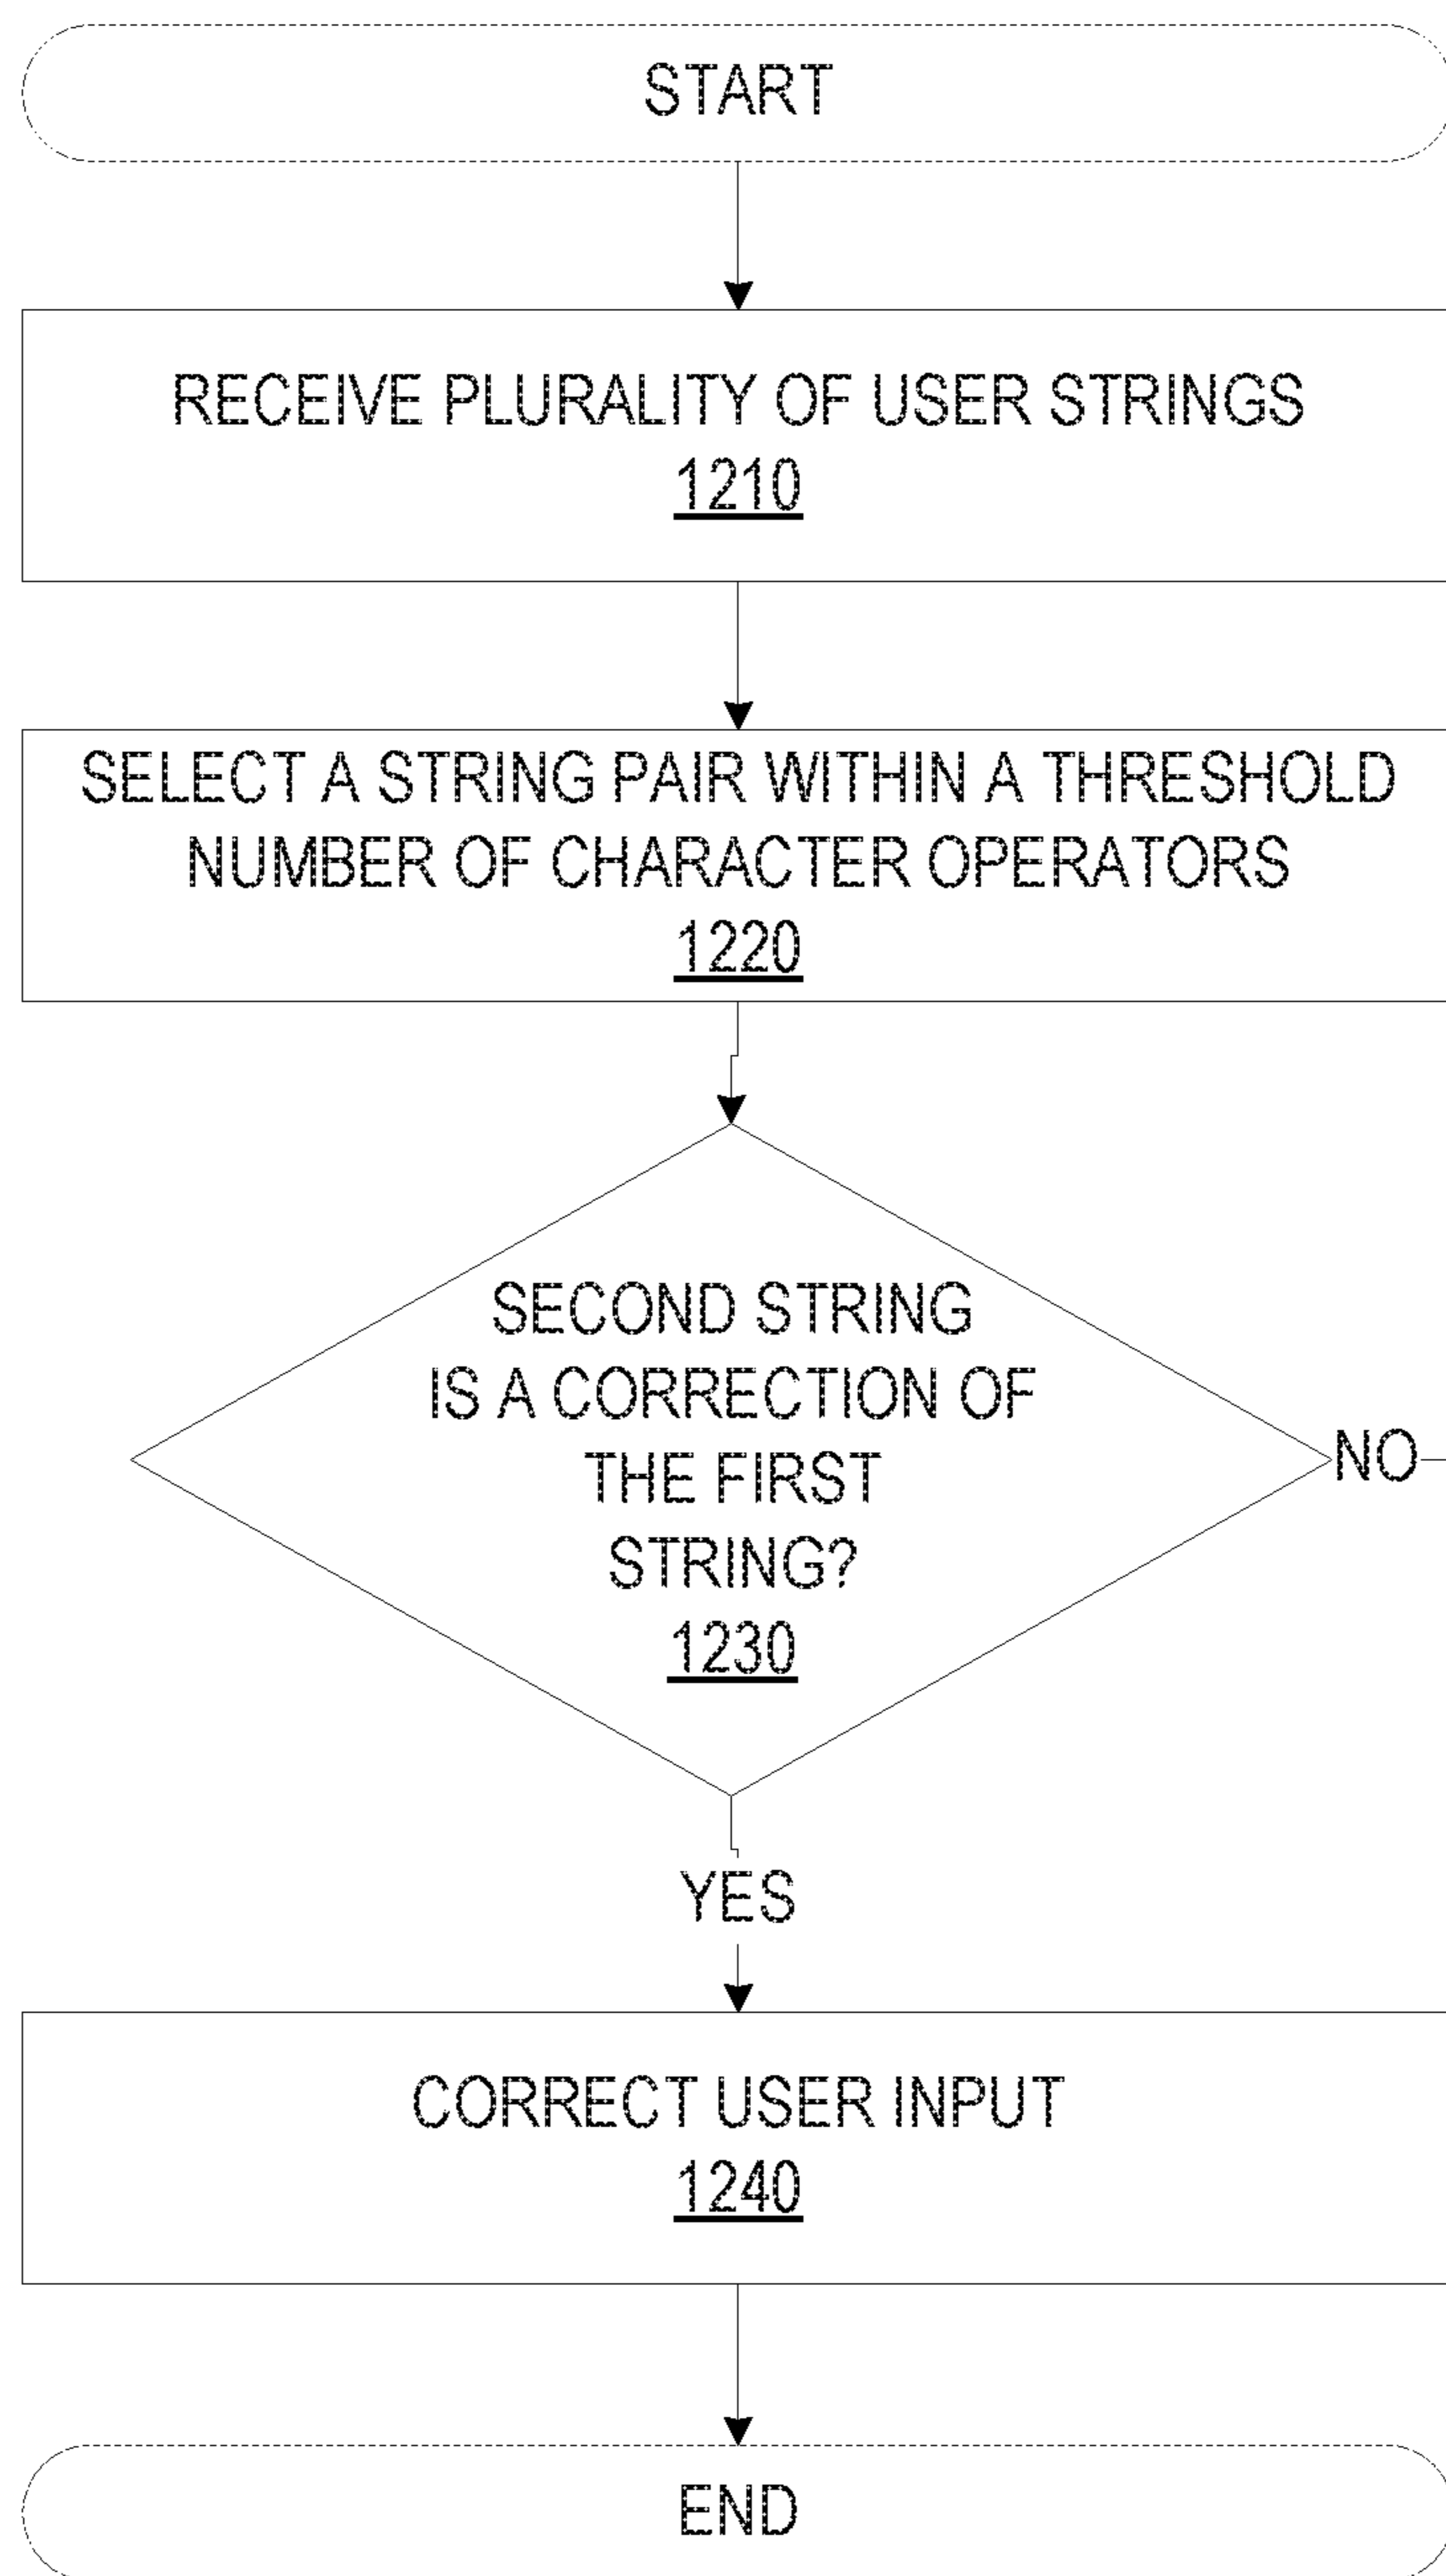 START
RECEIVE PLURALITY OF USER STRINGS
1210
SELECT A STRING PAIR WITHIN A THRESHOLD
NUMBER OF CHARACTER OPERATORS
1220
SECOND STRING
IS A CORRECTION OF
THE FIRST
STRING?
1230
NO
YES
CORRECT USER INPUT
1240
END